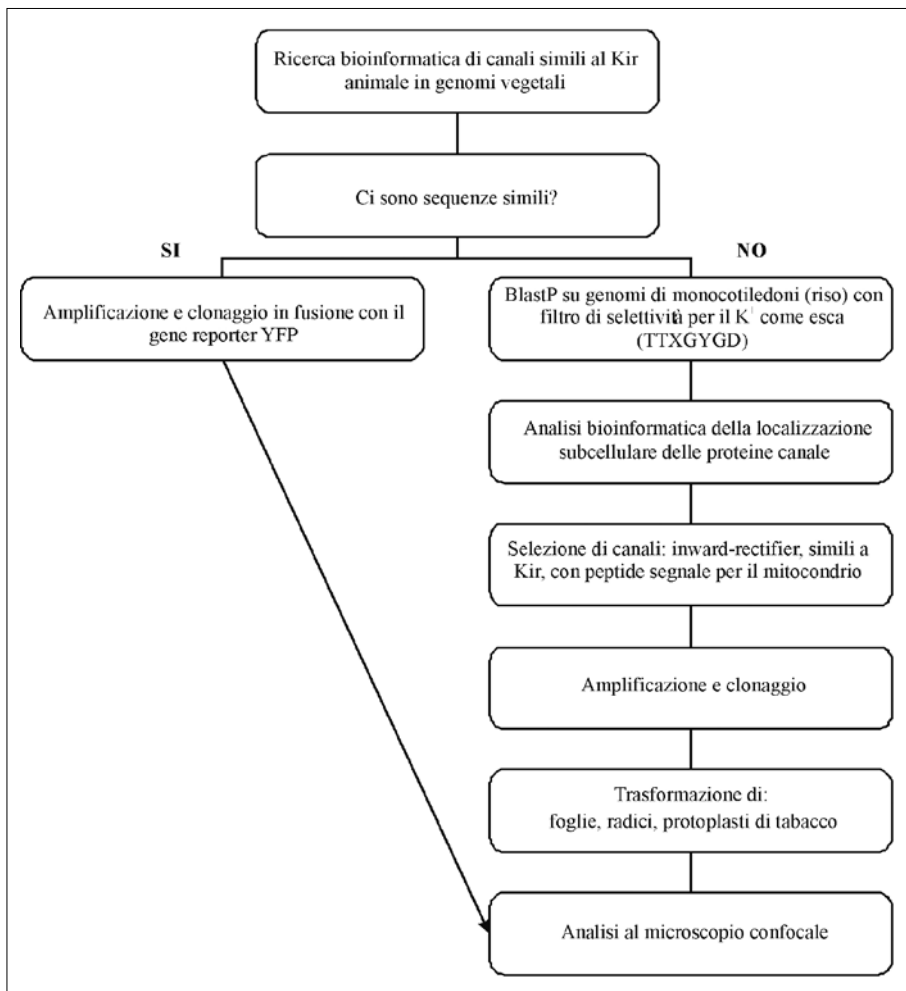 Ricerca bioinformatica di canali simili al Kir
animale in genomi vegetali
Ci sono sequenze simili?
SI
NO
Amplificazione e clonaggio in fusione con il
gene reporter YFP
BlastP su genomi di monocotiledoni (riso) con
filtro di selettività per il K⁺ come esca
(TTXGYGD)
Analisi bioinformatica della localizzazione
subcellulare delle proteine canale
Selezione di canali: inward-rectifier, simili a
Kir, con peptide segnale per il mitocondrio
Amplificazione e clonaggio
Trasformazione di:
foglie, radici, protoplasti di tabacco
Analisi al microscopio confocale